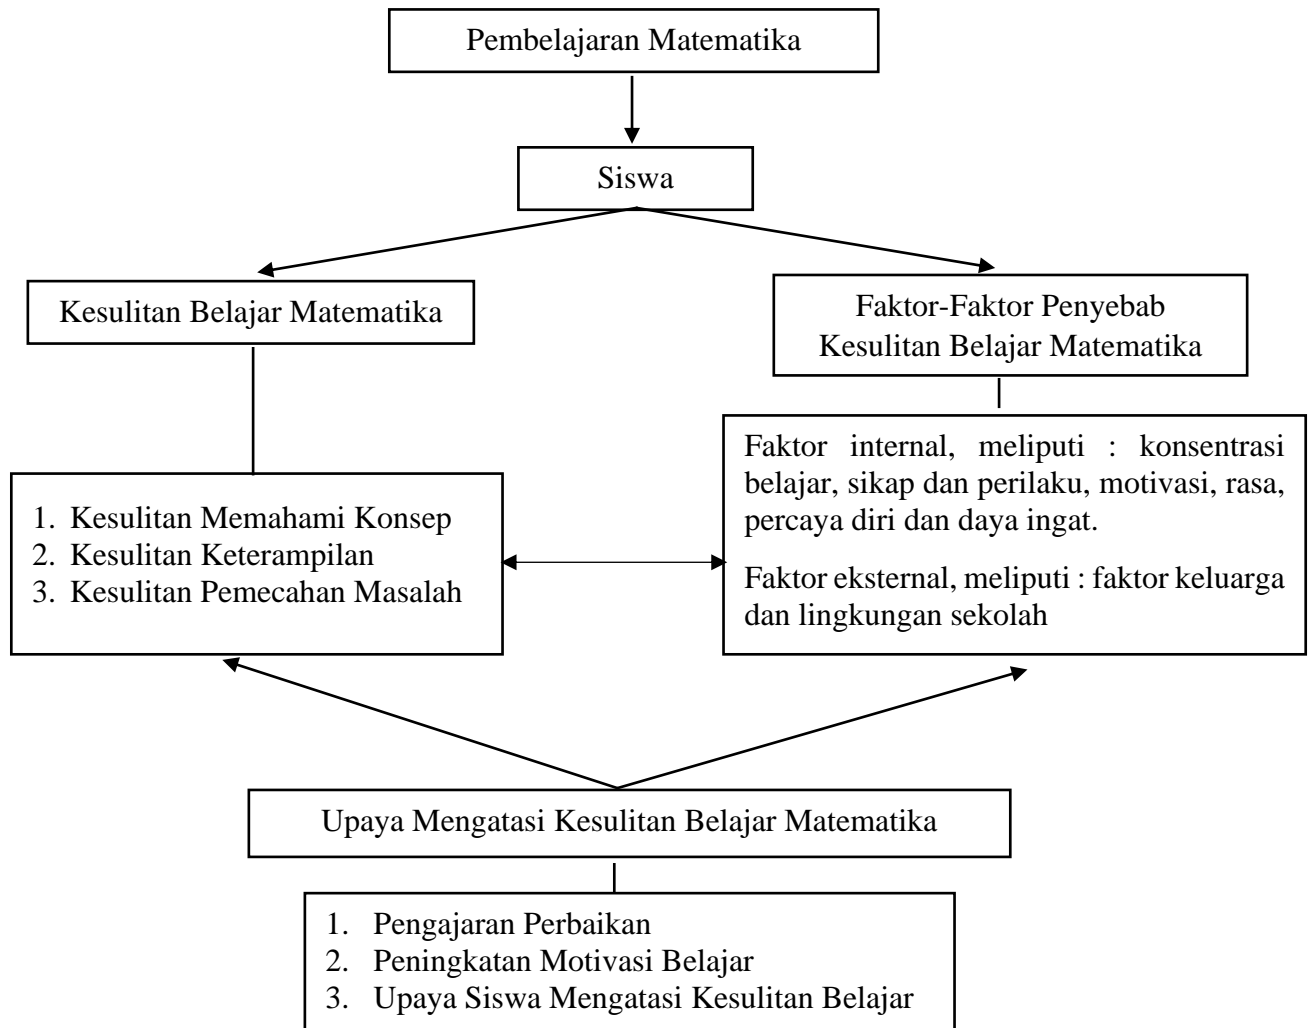 Pembelajaran Matematika
Siswa
Kesulitan Belajar Matematika
Faktor-Faktor Penyebab
Kesulitan Belajar Matematika
1. Kesulitan Memahami Konsep
2. Kesulitan Keterampilan
3. Kesulitan Pemecahan Masalah
Faktor internal, meliputi : konsentrasi
belajar, sikap dan perilaku, motivasi, rasa,
percaya diri dan daya ingat.
Faktor eksternal, meliputi : faktor keluarga
dan lingkungan sekolah
Upaya Mengatasi Kesulitan Belajar Matematika
1. Pengajaran Perbaikan
2. Peningkatan Motivasi Belajar
3. Upaya Siswa Mengatasi Kesulitan Belajar